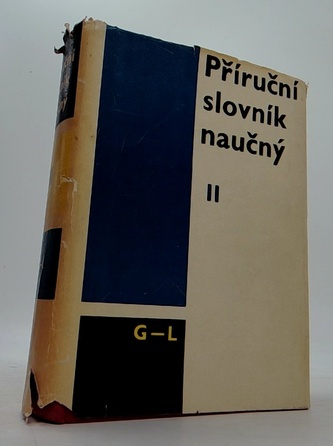 Příruční
slovník
naučný
II
G–L